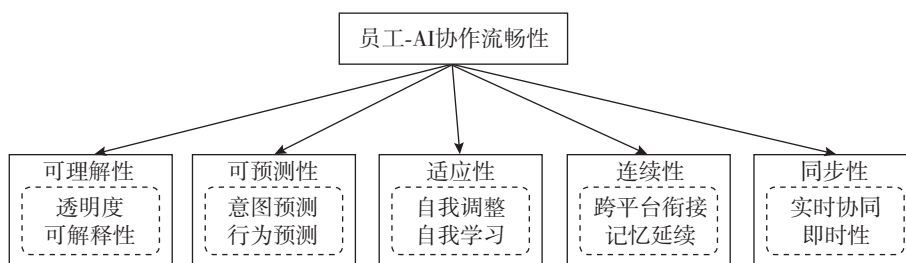 员工-AI协作流畅性
可理解性
透明度
可解释性
可预测性
意图预测
行为预测
适应性
自我调整
自我学习
连续性
跨平台衔接
记忆延续
同步性
实时协同
即时性